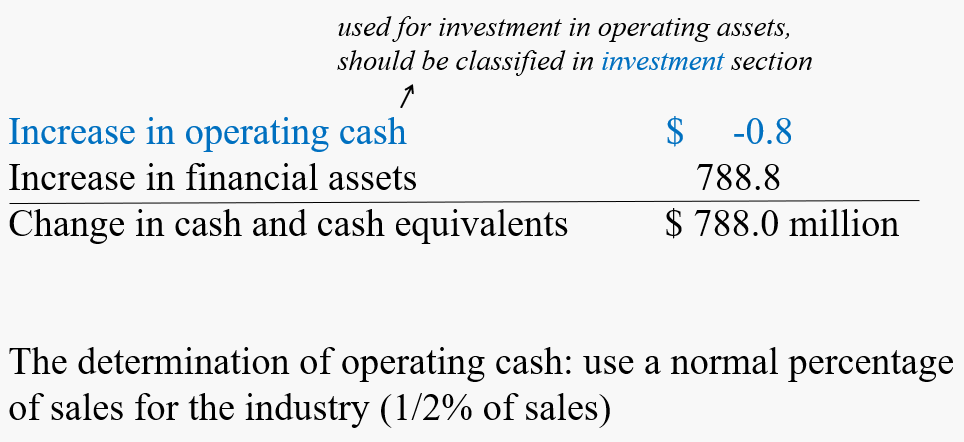 used for investment in operating assets,
should be classified in investment section
Increase in operating cash $ -0.8
Increase in financial assets 788.8
Change in cash and cash equivalents $ 788.0 million
The determination of operating cash: use a normal percentage
of sales for the industry (1/2% of sales)